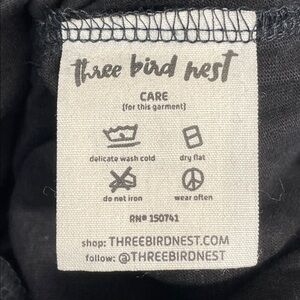 three bird nest
CARE
(for this garment)
delicate wash cold
dry flat
do not iron
wear often
RN# 150741
shop: THREEBIRDNEST.COM
follow: @THREEBIRDNEST